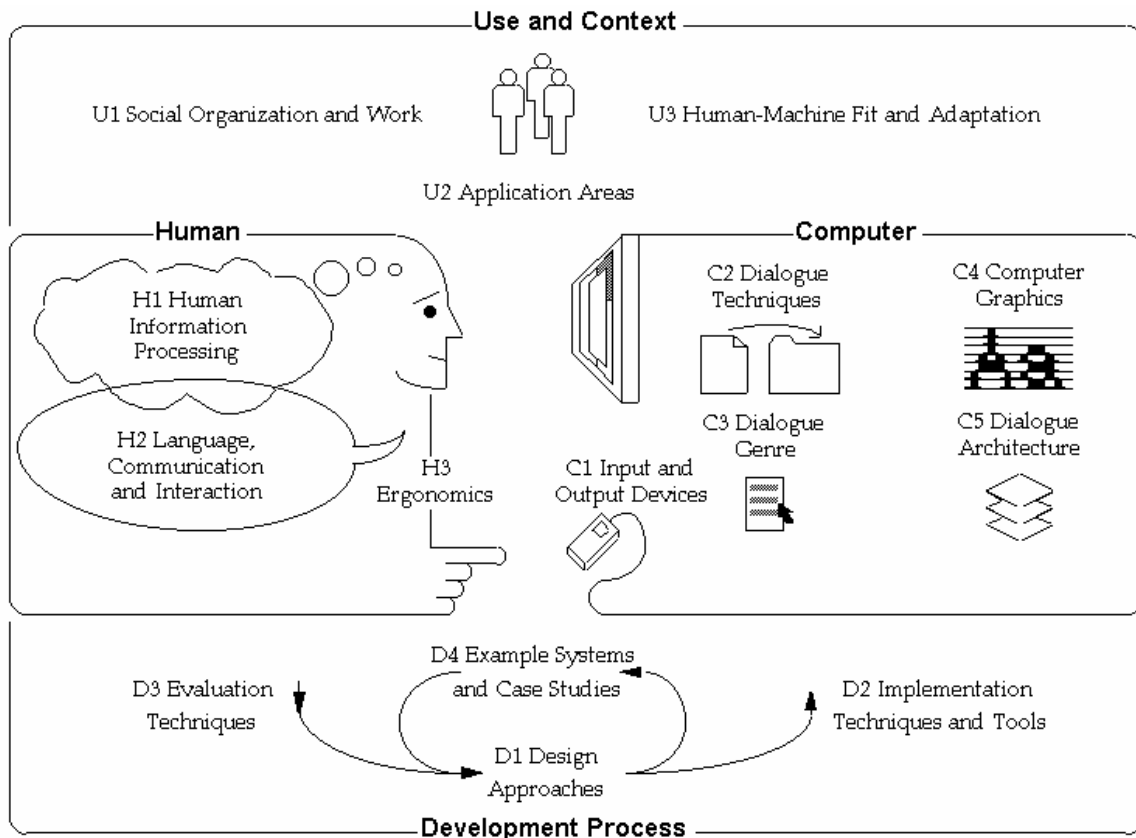 Use and Context
U1 Social Organization and Work
U3 Human-Machine Fit and Adaptation
U2 Application Areas
Human
H1 Human
Information
Processing
H2 Language,
Communication
and Interaction
H3
Ergonomics
Computer
C2 Dialogue
Techniques
C4 Computer
Graphics
C3 Dialogue
Genre
C5 Dialogue
Architecture
C1 Input and
Output Devices
D4 Example Systems
and Case Studies
D3 Evaluation
Techniques
D2 Implementation
Techniques and Tools
D1 Design
Approaches
Development Process